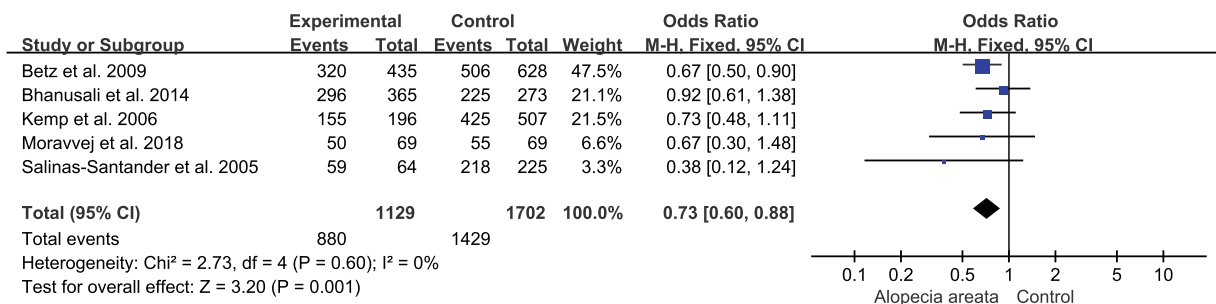 Experimental Control Odds Ratio Odds Ratio
Study or Subgroup Events Total Events Total Weight M-H, Fixed, 95% CI M-H, Fixed, 95% CI
Betz et al. 2009 320 435 506 628 47.5% 0.67 [0.50, 0.90]
Bhanusali et al. 2014 296 365 225 273 21.1% 0.92 [0.61, 1.38]
Kemp et al. 2006 155 196 425 507 21.5% 0.73 [0.48, 1.11]
Moravvej et al. 2018 50 69 55 69 6.6% 0.67 [0.30, 1.48]
Salinas-Santander et al. 2005 59 64 218 225 3.3% 0.38 [0.12, 1.24]
Total (95% CI) 1129 1702 100.0% 0.73 [0.60, 0.88]
Total events 880 1429
Heterogeneity: Chi² = 2.73, df = 4 (P = 0.60); I² = 0%
Test for overall effect: Z = 3.20 (P = 0.001)
0.1 0.2 0.5 1 2 5 10
Alopecia areata Control